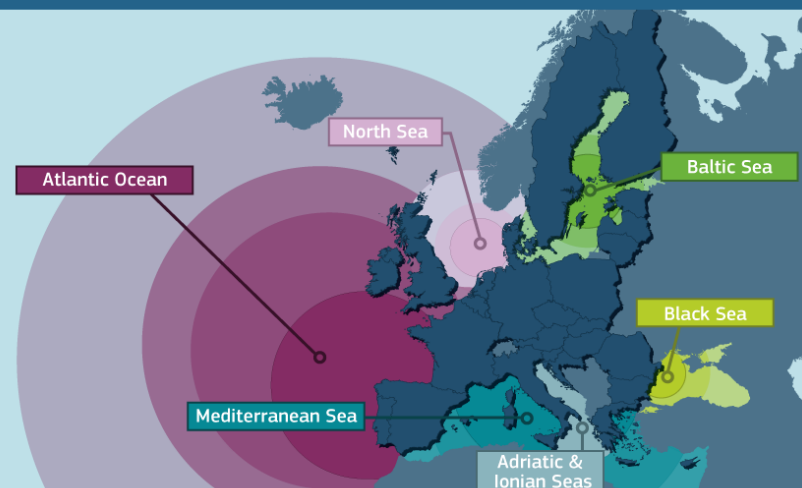 North Sea
Atlantic Ocean
Baltic Sea
Black Sea
Mediterranean Sea
Adriatic &
Ionian Seas